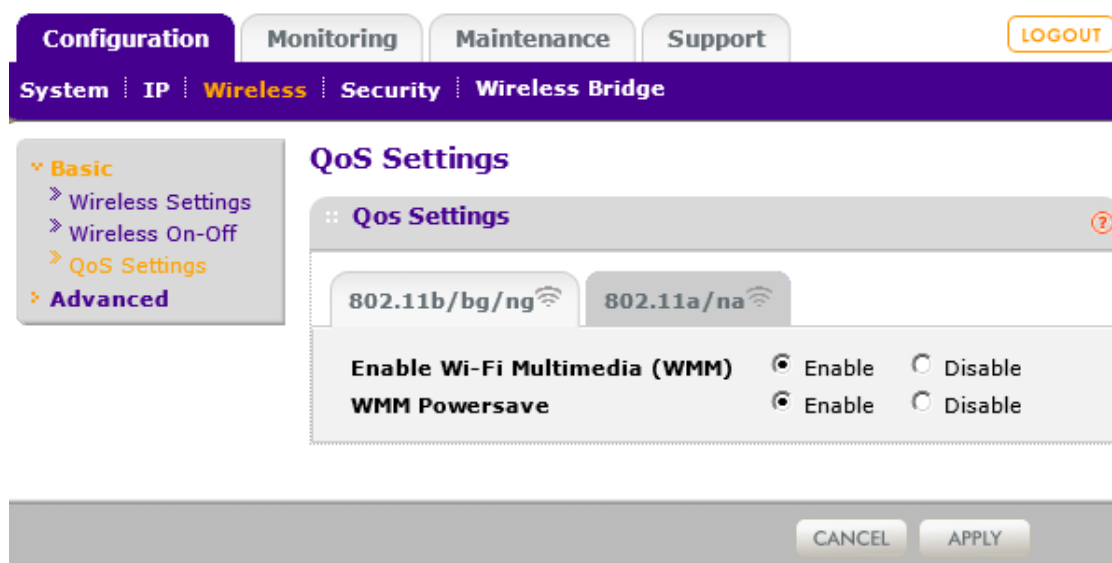 Configuration Monitoring Maintenance Support LOGOUT
System IP Wireless Security Wireless Bridge
Basic
Wireless Settings
Wireless On-Off
QoS Settings
Advanced
QoS Settings
Qos Settings ?
802.11b/bg/ng 802.11a/na
Enable Wi-Fi Multimedia (WMM) Enable Disable
WMM Powersave Enable Disable
CANCEL APPLY